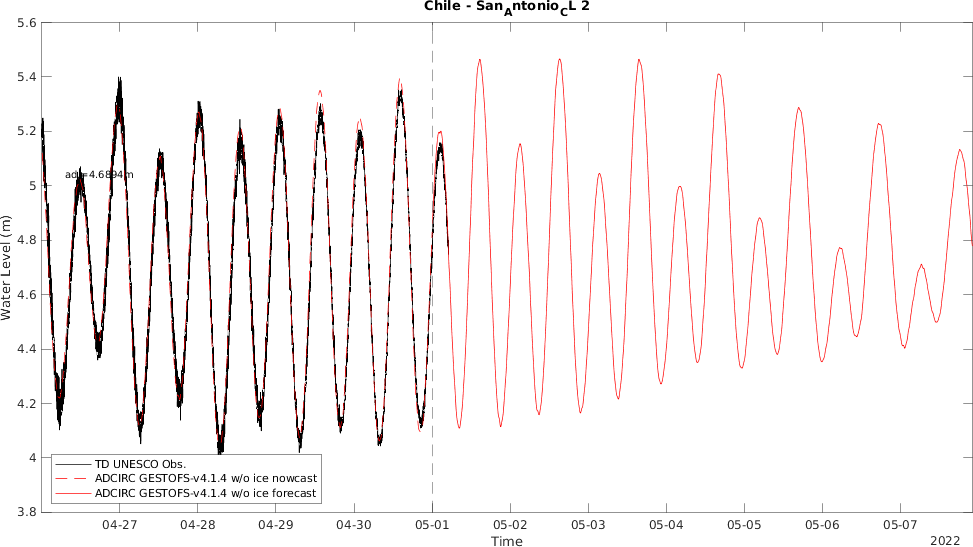 Chile - San_Antonio_CL 2
5.6
5.4
5.2
5
4.8
4.6
4.4
4.2
4
3.8
Water Level (m)
adj=4.6894m
TD UNESCO Obs.
ADCIRC GESTOFS-v4.1.4 w/o ice nowcast
ADCIRC GESTOFS-v4.1.4 w/o ice forecast
04-27 04-28 04-29 04-30 05-01 05-02 05-03 05-04 05-05 05-06 05-07
Time
2022